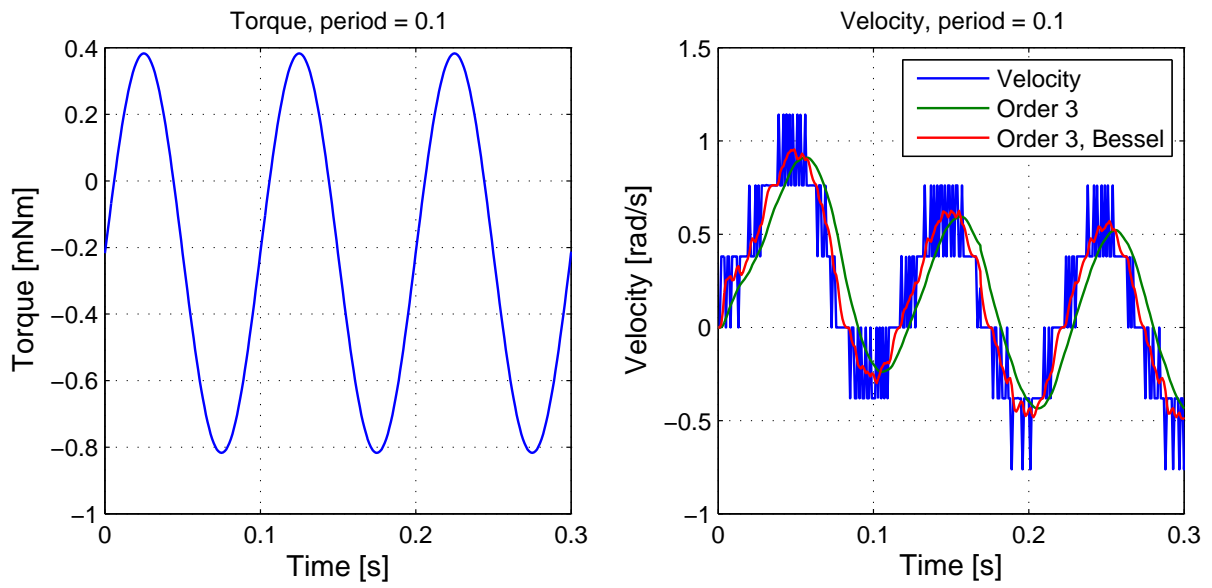 Torque, period = 0.1
0.4
0.2
0
−0.2
−0.4
−0.6
−0.8
−1
0
0.1
0.2
0.3
Torque [mNm]
Time [s]
Velocity, period = 0.1
1.5
1
0.5
0
−0.5
−1
0
0.1
0.2
0.3
Velocity [rad/s]
Time [s]
Velocity
Order 3
Order 3, Bessel